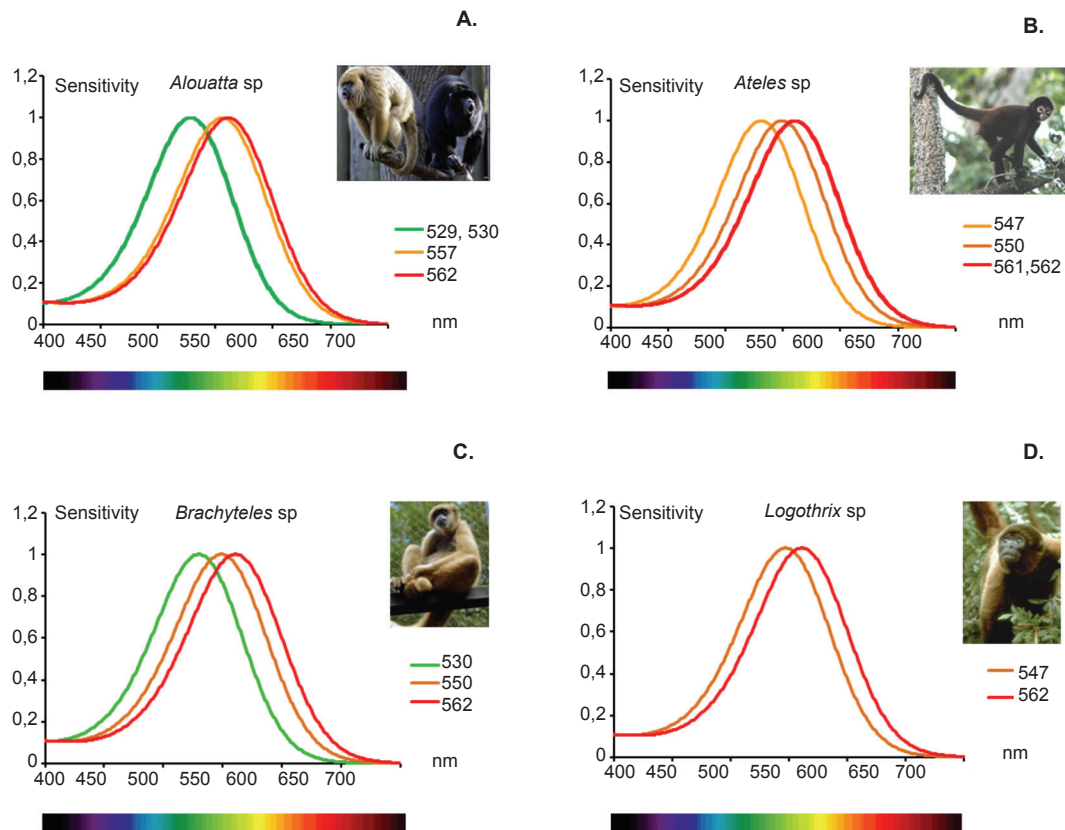 A.
1,2
Sensitivity
Alouatta sp
1
0,8
0,6
0,4
0,2
0
529, 530
557
562
nm
400 450 500 550 600 650 700
B.
1,2
Sensitivity
Ateles sp
1
0,8
0,6
0,4
0,2
0
547
550
561,562
nm
400 450 500 550 600 650 700
C.
1,2
Sensitivity
Brachyteles sp
1
0,8
0,6
0,4
0,2
0
530
550
562
nm
400 450 500 550 600 650 700
D.
1,2
Sensitivity
Logothrix sp
1
0,8
0,6
0,4
0,2
0
547
562
nm
400 450 500 550 600 650 700